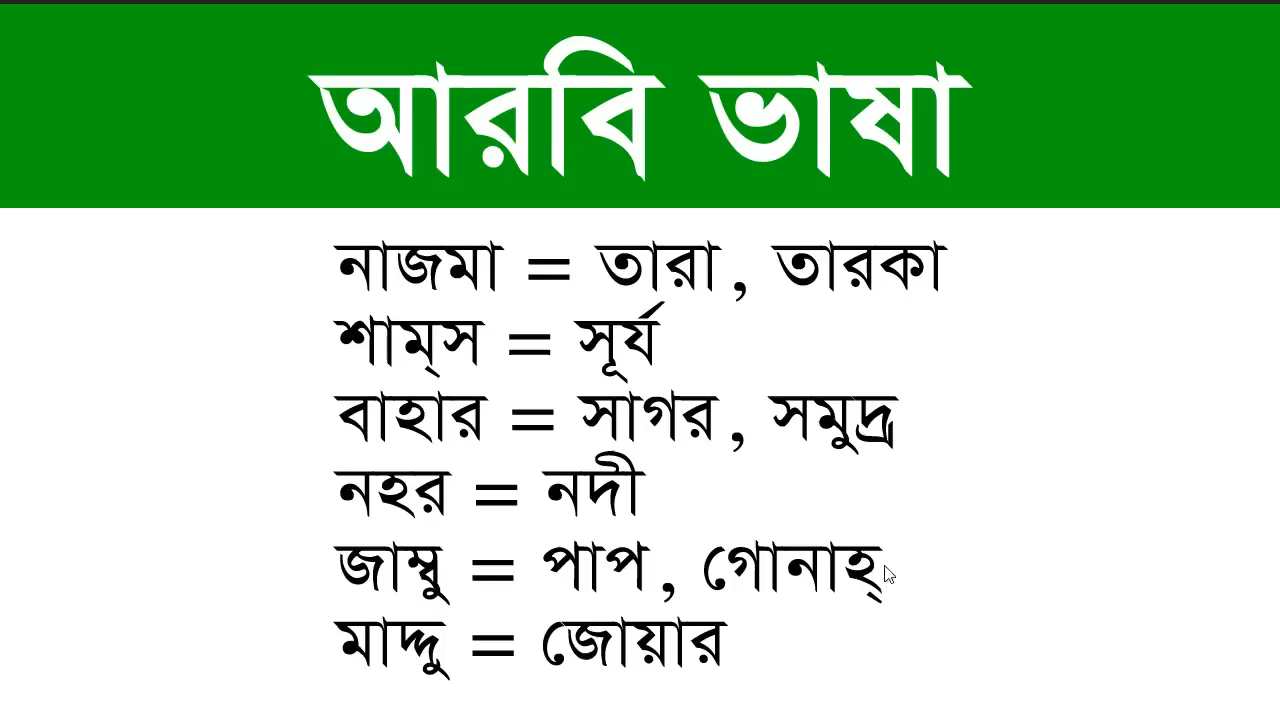 আরবি ভাষা
নাজমা = তারা, তারকা
শাম্‌স = সূর্য
বাহার = সাগর, সমুদ্র
নহর = নদী
জাম্বু = পাপ, গোনাহ্
মাদ্দু = জোয়ার